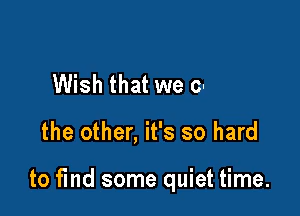 Wish that we
the other, it's so hard
to find some quiet time.